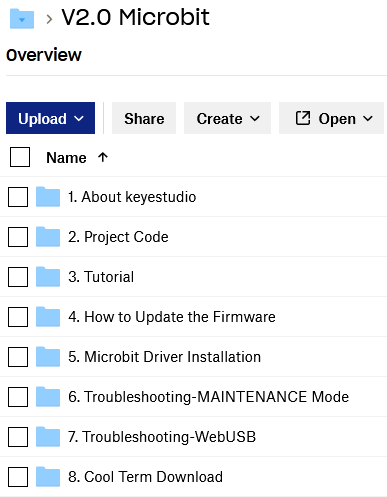 V2.0 Microbit
Overview
Upload Share Create Open
Name
1. About keyestudio
2. Project Code
3. Tutorial
4. How to Update the Firmware
5. Microbit Driver Installation
6. Troubleshooting-MAINTENANCE Mode
7. Troubleshooting-WebUSB
8. Cool Term Download